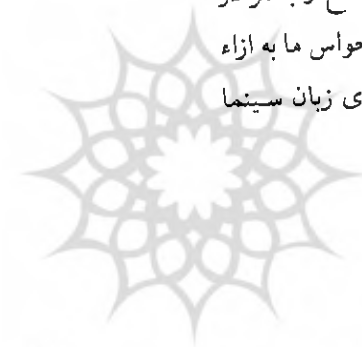 حواس ما به ازاء
ی زبان سینما